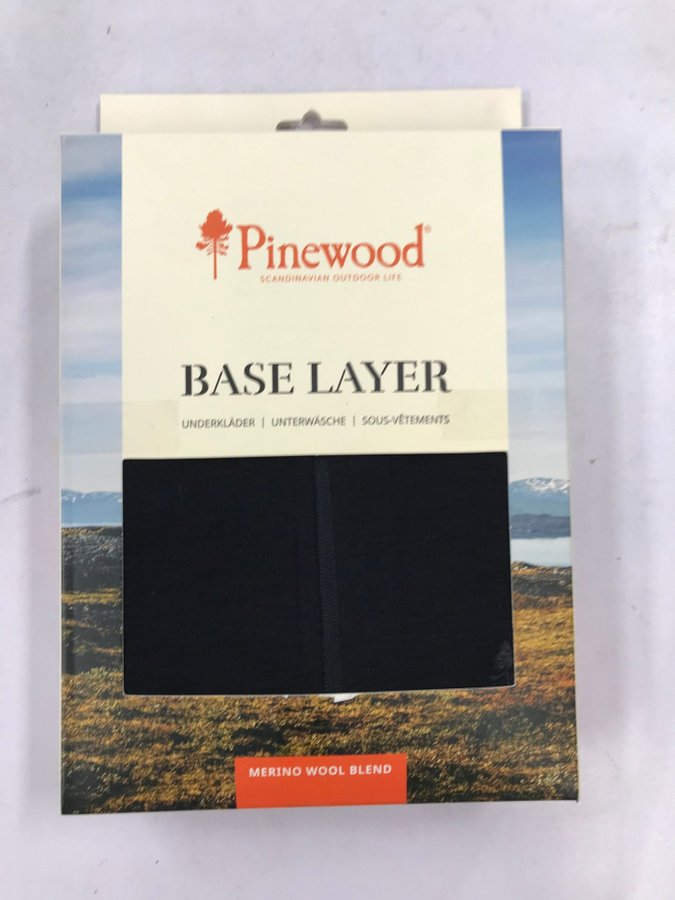 Pinewood®
SCANDINAVIAN OUTDOOR LIFE
BASE LAYER
UNDERKLÄDER | UNTERWÄSCHE | SOUS-VÊTEMENTS
MERINO WOOL BLEND